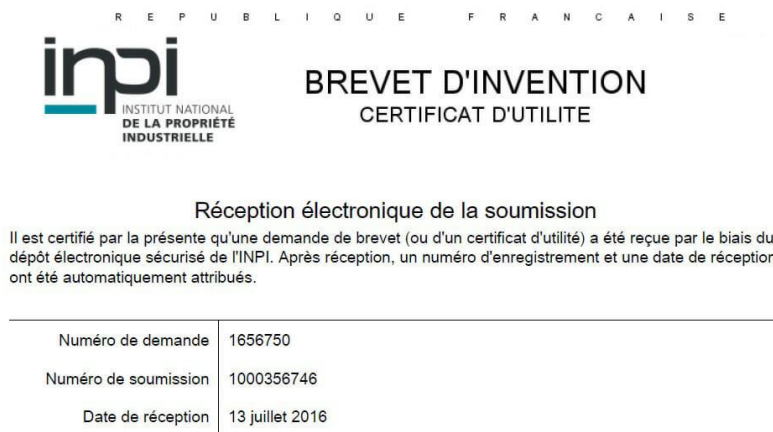 REPUBLIQUE FRANCAISE
inpi
INSTITUT NATIONAL
DE LA PROPRIÉTÉ
INDUSTRIELLE
BREVET D'INVENTION
CERTIFICAT D'UTILITE
Réception électronique de la soumission
Il est certifié par la présente qu'une demande de brevet (ou d'un certificat d'utilité) a été reçue par le biais du
dépôt électronique sécurisé de l'INPI. Après réception, un numéro d'enregistrement et une date de réception
ont été automatiquement attribués.
Numéro de demande 1656750
Numéro de soumission 1000356746
Date de réception 13 juillet 2016